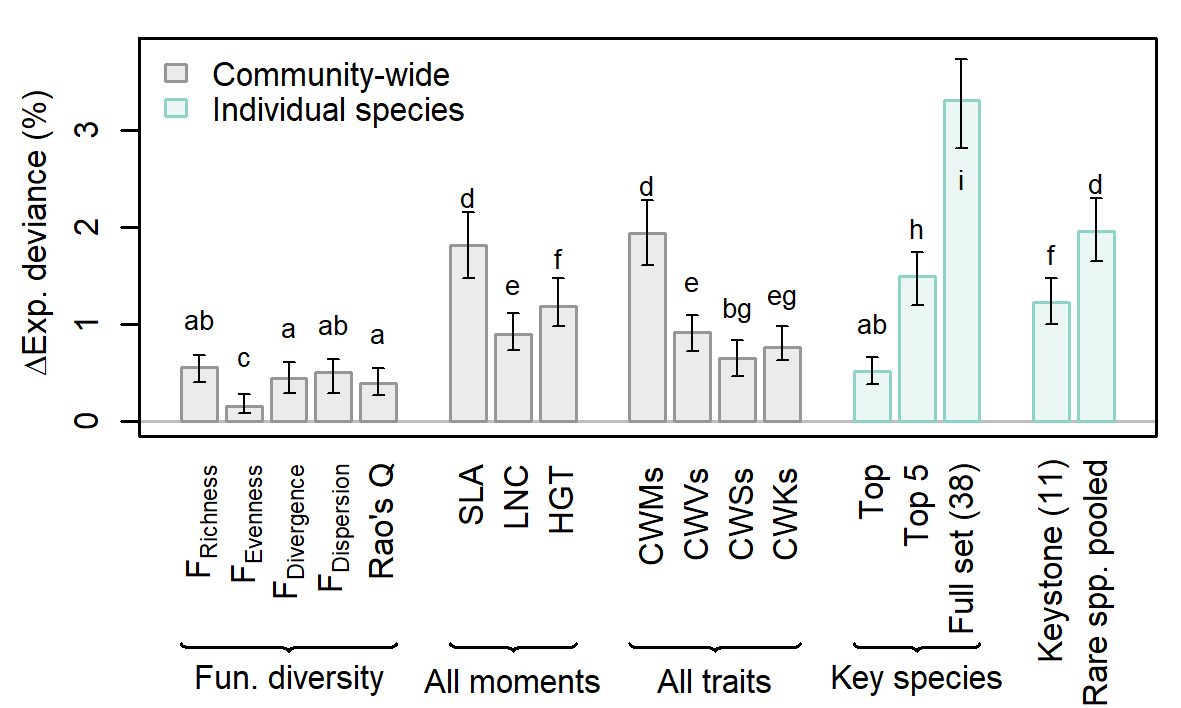 Community-wide
Individual species
ΔExp. deviance (%)
3
2
1
0
ab
c
a
ab
a
d
e
f
d
e
bg
eg
ab
h
i
f
d
FRichness
FEvenness
FDivergence
FDispersion
Rao's Q
SLA
LNC
HGT
CWMs
CWVs
CWSs
CWKs
Top
Top 5
Full set (38)
Keystone (11)
Rare spp. pooled
Fun. diversity
All moments
All traits
Key species